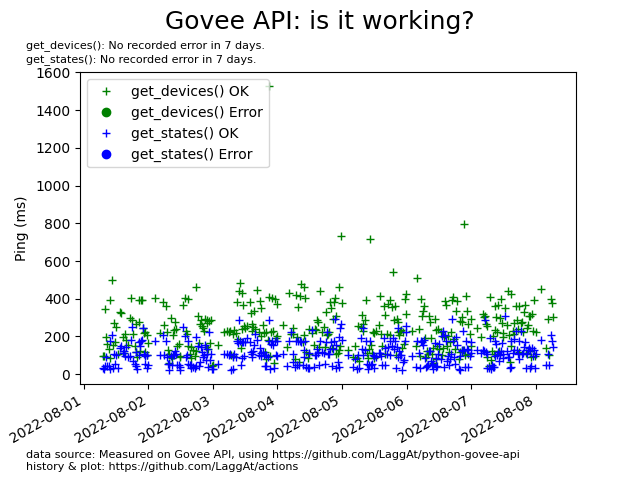 Govee API: is it working?
get_devices(): No recorded error in 7 days.
get_states(): No recorded error in 7 days.
1600
1400
1200
1000
800
600
400
200
0
Ping (ms)
get_devices() OK
get_devices() Error
get_states() OK
get_states() Error
2022-08-01
2022-08-02
2022-08-03
2022-08-04
2022-08-05
2022-08-06
2022-08-07
2022-08-08
data source: Measured on Govee API, using https://github.com/LaggAt/python-govee-api
history & plot: https://github.com/LaggAt/actions